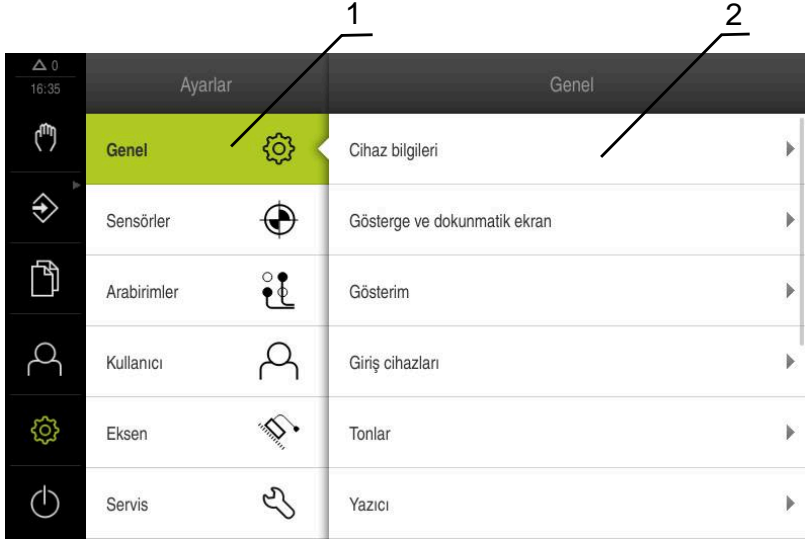 1
2
0
16:35
Ayarlar
Genel
Genel
Cihaz bilgileri
Sensörler
Gösterge ve dokunmatik ekran
Arabirimler
Gösterim
Kullanıcı
Giriş cihazları
Eksen
Tonlar
Servis
Yazıcı